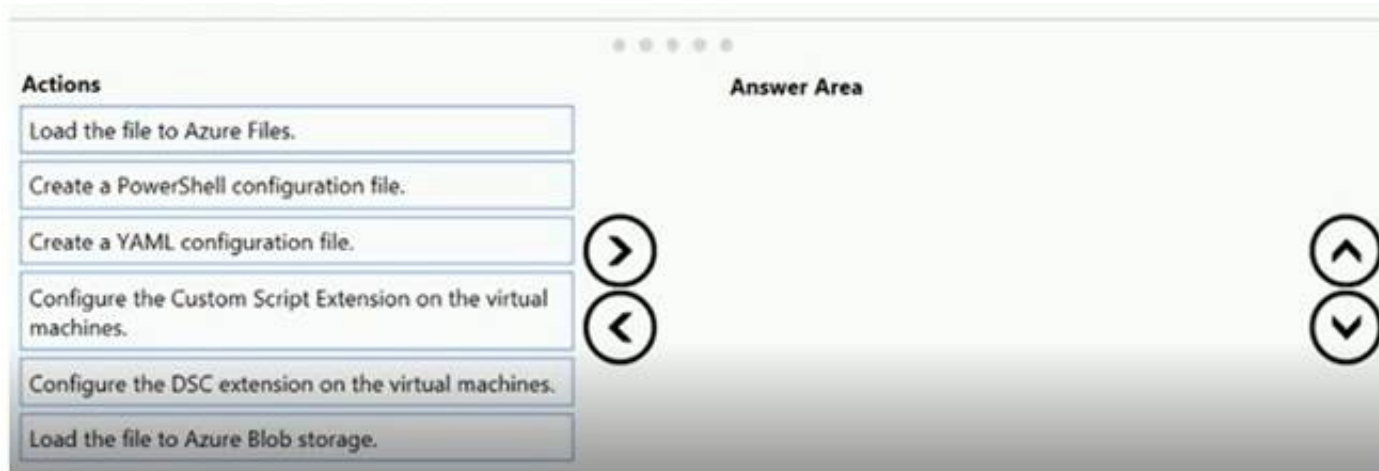 Actions
Answer Area
Load the file to Azure Files.
Create a PowerShell configuration file.
Create a YAML configuration file.
Configure the Custom Script Extension on the virtual
machines.
Configure the DSC extension on the virtual machines.
Load the file to Azure Blob storage.